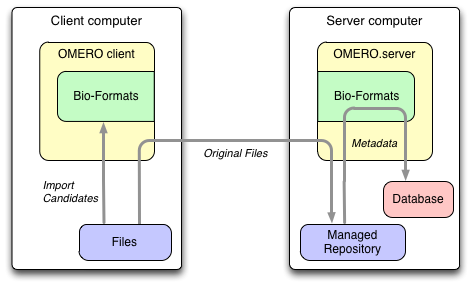 Client computer
OMERO client
Bio-Formats
Import
Candidates
Files
Original Files
Server computer
OMERO.server
Bio-Formats
Metadata
Database
Managed
Repository